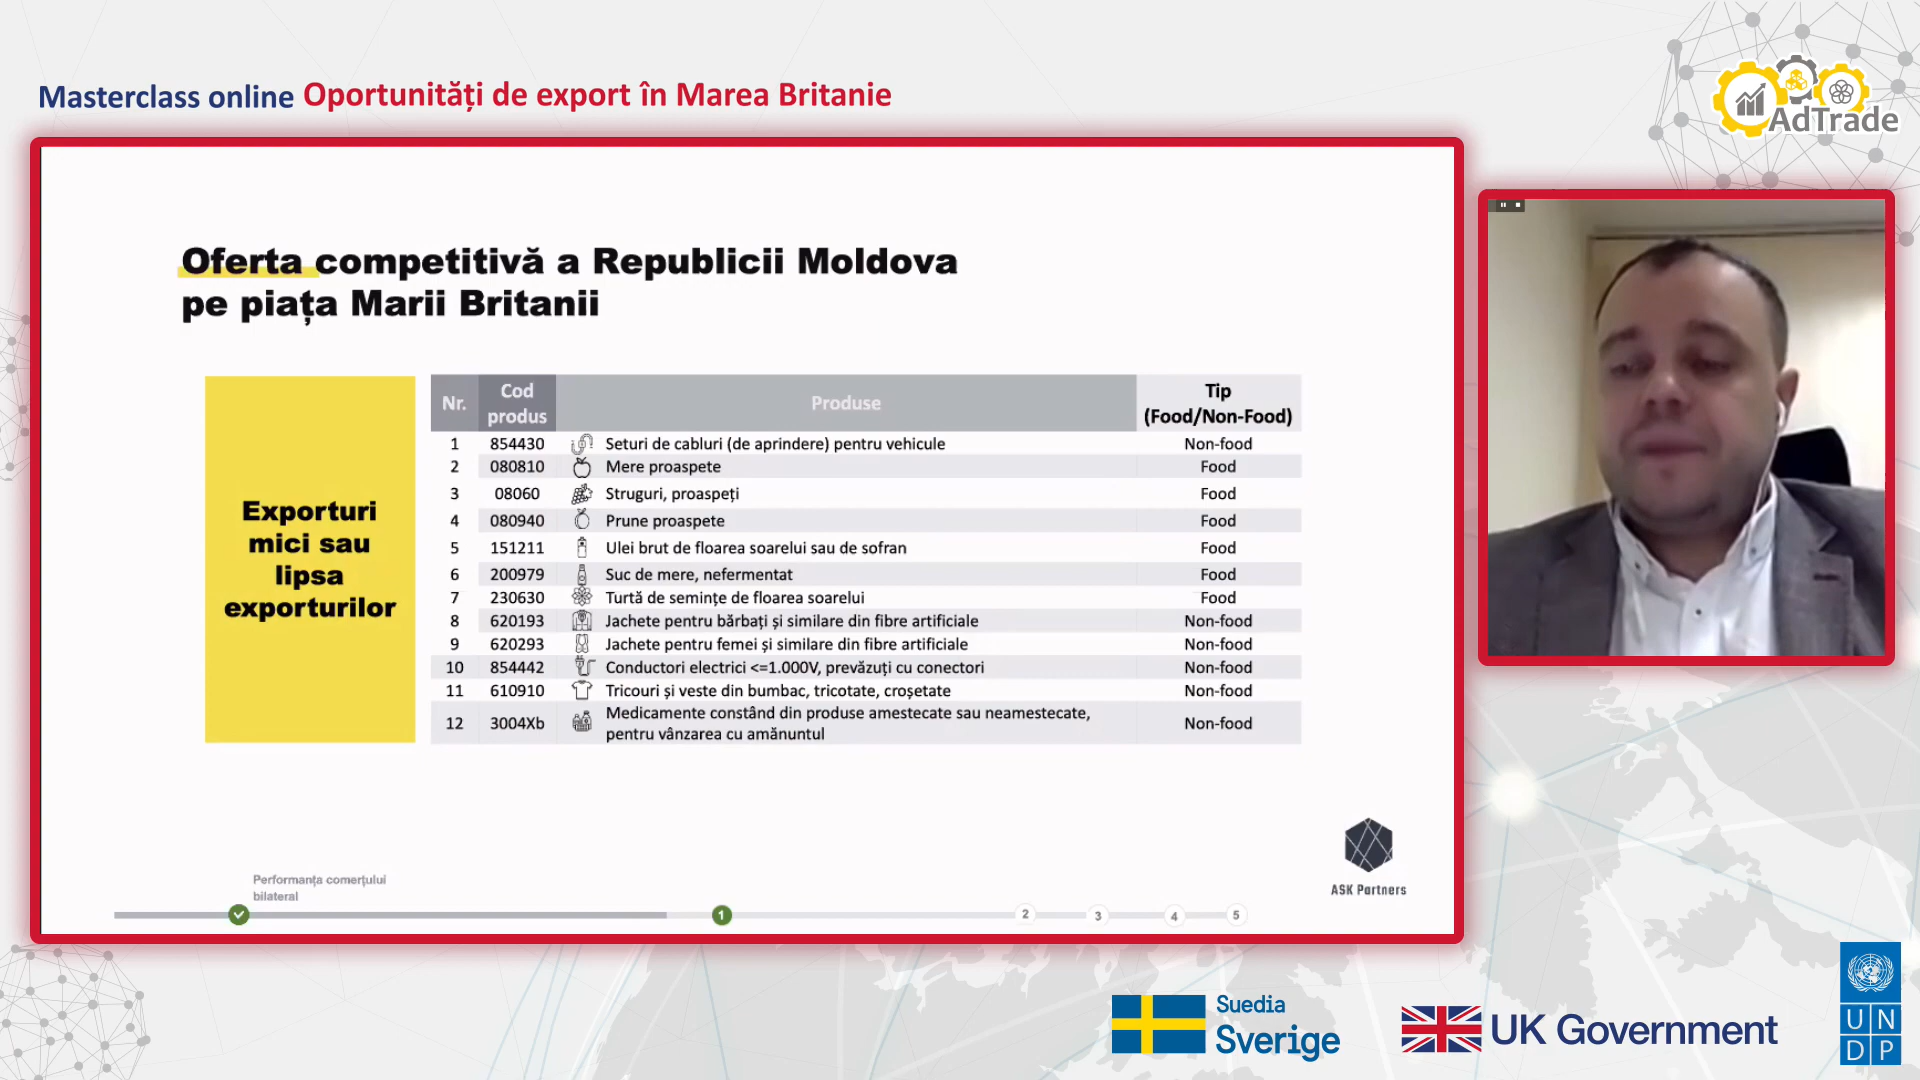 Masterclass online Oportunități de export în Marea Britanie
AdTrade
Oferta competitivă a Republicii Moldova
pe piața Marii Britanii
Exporturi
mici sau
lipsa
exporturilor
Nr. Cod produs Produse Tip (Food/Non-Food)
1 854430 Seturi de cabluri (de aprindere) pentru vehicule Non-food
2 080810 Mere proaspete Food
3 08060 Struguri, proaspeți Food
4 080940 Prune proaspete Food
5 151211 Ulei brut de floarea soarelui sau de sofran Food
6 200979 Suc de mere, nefermentat Food
7 230630 Turtă de semințe de floarea soarelui Food
8 620193 Jachete pentru bărbați și similare din fibre artificiale Non-food
9 620293 Jachete pentru femei și similare din fibre artificiale Non-food
10 854442 Conductori electrici <=1.000V, prevăzuți cu conectori Non-food
11 610910 Tricouri și veste din bumbac, tricotate, croșetate Non-food
12 3004Xb Medicamente constând din produse amestecate sau neamestecate, pentru vânzarea cu amănuntul Non-food
ASK Partners
Performanța comerțului
bilateral
1 2 3 4 5
Suedia
Sverige
UK Government
UN
DP